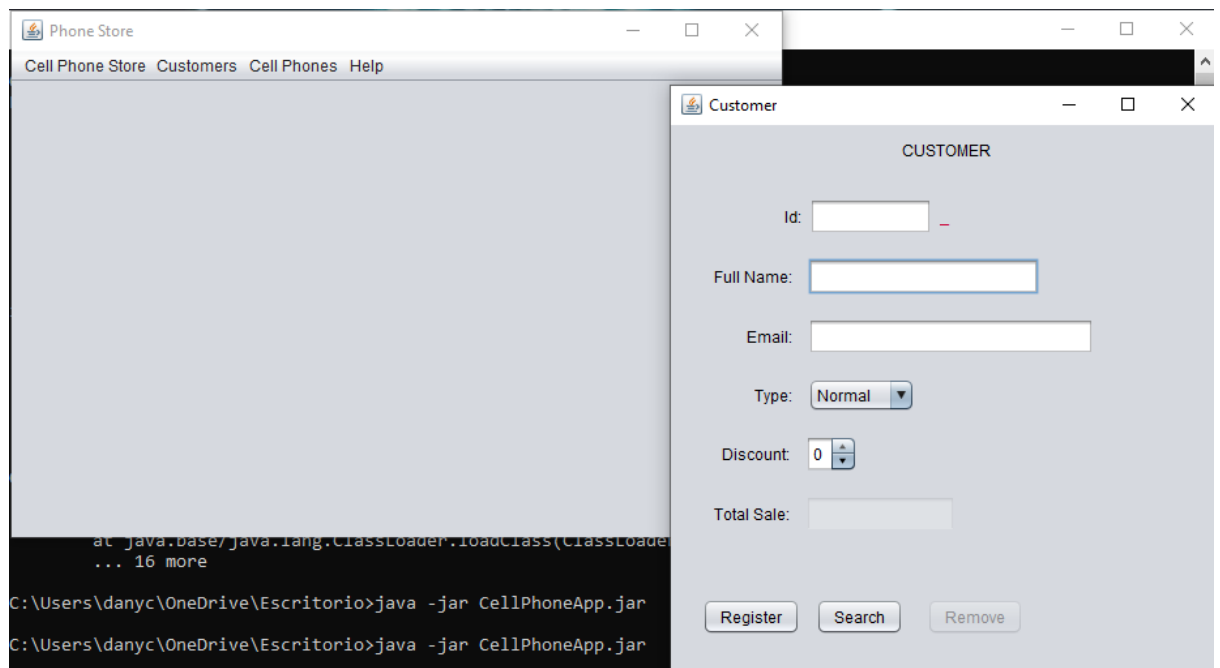 Phone Store
Cell Phone Store Customers Cell Phones Help
Customer
CUSTOMER
Id:
Full Name:
Email:
Type: Normal
Discount: 0
Total Sale:
Register Search Remove
at java.base/java.lang.ClassLoader.loadClass(ClassLoade
... 16 more
C:\Users\danyc\OneDrive\Escritorio>java -jar CellPhoneApp.jar
C:\Users\danyc\OneDrive\Escritorio>java -jar CellPhoneApp.jar